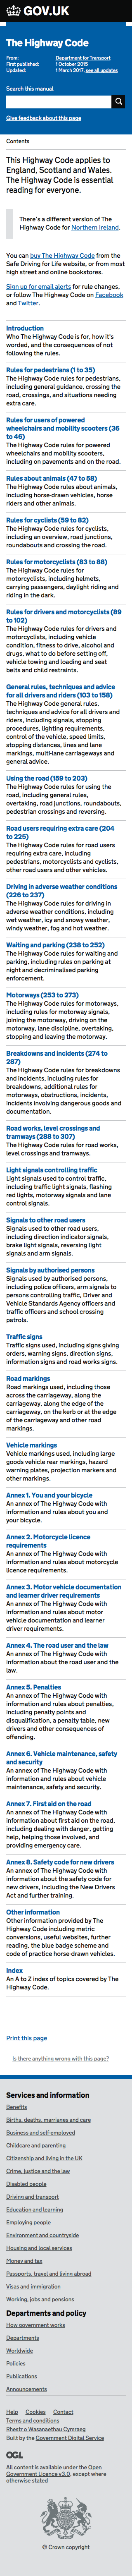 GOV.UK
The Highway Code
From: Department for Transport
First published: 1 October 2015
Updated: 1 March 2017, see all updates
Search this manual
Give feedback about this page
Contents
This Highway Code applies to
England, Scotland and Wales.
The Highway Code is essential
reading for everyone.
There's a different version of The
Highway Code for Northern Ireland.
You can buy The Highway Code from the
Safe Driving for Life website, or from most
high st and online bookstores.
Sign up for email alerts for rule changes,
or follow The Highway Code on Facebook
and Twitter.
Introduction
Who The Highway Code is for, how it's
worded, and the consequences of not
following the rules.
Rules for pedestrians (1 to 35)
The Highway Code rules for pedestrians,
including general guidance, crossing the
road, crossings, and situations needing
extra care.
Rules for users of powered
wheelchairs and mobility scooters (36
to 46)
The Highway Code rules for powered
wheelchairs and mobility scooters,
including on pavements and on the road.
Rules about animals (47 to 58)
The Highway Code rules about animals,
including horse-drawn vehicles, horse
riders and other animals.
Rules for cyclists (59 to 82)
The Highway Code rules for cyclists,
including an overview, road junctions,
roundabouts and crossing the road.
Rules for motorcyclists (83 to 88)
The Highway Code rules for
motorcyclists, including helmets,
carrying passengers, daylight riding and
riding in the dark.
Rules for drivers and motorcyclists (89
to 102)
The Highway Code rules for drivers and
motorcyclists, including vehicle
condition, fitness to drive, alcohol and
drugs, what to do before setting off,
vehicle towing and loading, and seat
belts and child restraints.
General rules, techniques and advice
for all drivers and riders (103 to 158)
The Highway Code general rules,
techniques and advice for all drivers and
riders including signals, stopping
procedures, lighting requirements,
control of the vehicle, speed limits,
stopping distances, lines and lane
markings, multi-lane carriageways and
general advice.
Using the road (159 to 203)
The Highway Code rules for using the
road, including general rules,
overtaking, road junctions, roundabouts,
pedestrian crossings and reversing.
Road users requiring extra care (204
to 225)
The Highway Code rules for road users
requiring extra care, including
pedestrians, motorcyclists and cyclists,
other road users and other vehicles.
Driving in adverse weather conditions
(226 to 237)
The Highway Code rules for driving in
adverse weather conditions, including
wet weather, icy and snowy weather,
windy weather, fog and hot weather.
Waiting and parking (238 to 252)
The Highway Code rules for waiting and
parking, including rules on parking at
night and decriminalised parking
enforcement.
Motorways (253 to 273)
The Highway Code rules for motorways,
including rules for motorway signals,
joining the motorway, driving on the
motorway, lane discipline, overtaking,
stopping and leaving the motorway.
Breakdowns and incidents (274 to
287)
The Highway Code rules for breakdowns
and incidents, including rules for
breakdowns, additional rules for
motorways, obstructions, incidents,
incidents involving dangerous goods and
documentation.
Road works, level crossings and
tramways (288 to 307)
The Highway Code rules for road works,
level crossings and tramways.
Light signals controlling traffic
Light signals used to control traffic,
including traffic light signals, flashing
red lights, motorway signals and lane
control signals.
Signals to other road users
Signals used to other road users,
including direction indicator signals,
brake light signals, reversing light
signals and arm signals.
Signals by authorised persons
Signals used by authorised persons,
including police officers, arm signals to
persons controlling traffic, Driver and
Vehicle Standards Agency officers and
traffic officers and school crossing
patrols.
Traffic signs
Traffic signs used, including signs giving
orders, warning signs, direction signs,
information signs and road works signs.
Road markings
Road markings used, including across
the carriageway, along the
carriageway, along the edge of the
carriageway, on the kerb or at the edge
of the carriageway and other road
markings.
Vehicle markings
Vehicle markings used, including large
goods vehicle rear markings, hazard
warning plates, projection markers and
other markings.
Annex 1. You and your bicycle
An annex of The Highway Code with
information and rules about you and
your bicycle.
Annex 2. Motorcycle licence
requirements
An annex of The Highway Code with
information and rules about motorcycle
licence requirements.
Annex 3. Motor vehicle documentation
and learner driver requirements
An annex of The Highway Code with
information and rules about motor
vehicle documentation and learner
driver requirements.
Annex 4. The road user and the law
An annex of The Highway Code with
information about the road user and the
law.
Annex 5. Penalties
An annex of The Highway Code with
information and rules about penalties,
including penalty points and
disqualification, a penalty table, new
drivers and other consequences of
offending.
Annex 6. Vehicle maintenance, safety
and security
An annex of The Highway Code with
information and rules about vehicle
maintenance, safety and security.
Annex 7. First aid on the road
An annex of The Highway Code with
information about first aid on the road,
including dealing with danger, getting
help, helping those involved, and
providing emergency care.
Annex 8. Safety code for new drivers
An annex of The Highway Code with
information about the safety code for
new drivers, including the New Drivers
Act and further training.
Other information
Other information provided by The
Highway Code including metric
conversions, useful websites, further
reading, the blue badge scheme and
code of practice for horse-drawn vehicles.
Index
An A to Z index of topics covered by The
Highway Code.
Print this page
Is there anything wrong with this page?
Services and information
Benefits
Births, deaths, marriages and care
Business and self-employed
Childcare and parenting
Citizenship and living in the UK
Crime, justice and the law
Disabled people
Driving and transport
Education and learning
Employing people
Environment and countryside
Housing and local services
Money and tax
Passports, travel and living abroad
Visas and immigration
Working, jobs and pensions
Departments and policy
How government works
Departments
Worldwide
Policies
Publications
Announcements
Help Cookies Contact
Terms and conditions
Rhestr o Wasanaethau Cymraeg
Built by the Government Digital Service
OGL
All content is available under the Open
Government Licence v3.0, except where
otherwise stated
© Crown copyright